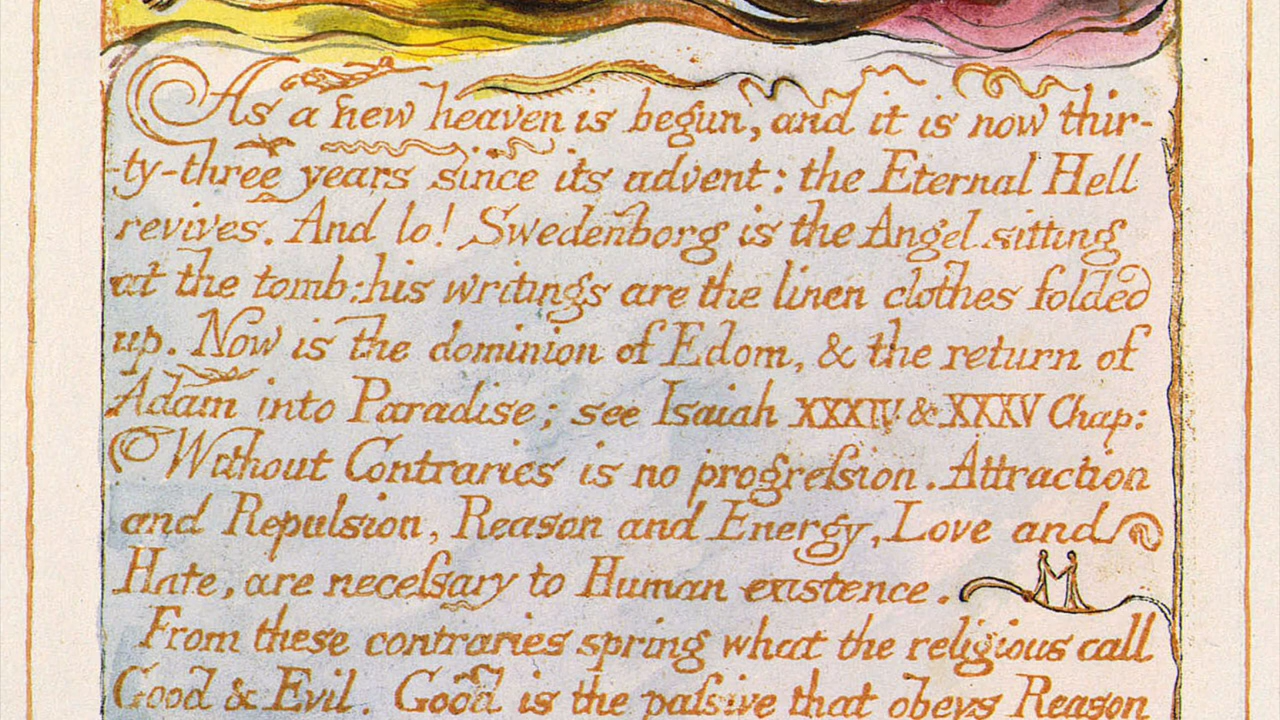 As a new heaven is begun, and it is now thir-
ty-three years since its advent: the Eternal Hell
revives. And lo! Swedenborg is the Angel sitting
at the tomb: his writings are the linen clothes folded
up. Now is the dominion of Edom, & the return of
Adam into Paradise; see Isaiah XXXIV & XXXV Chap:
Without Contraries is no progreſsion. Attraction
and Repulsion, Reason and Energy, Love and
Hate, are neceſsary to Human existence.
From these contraries spring what the religious call
Good & Evil. Good is the paſsive that obeys Reason